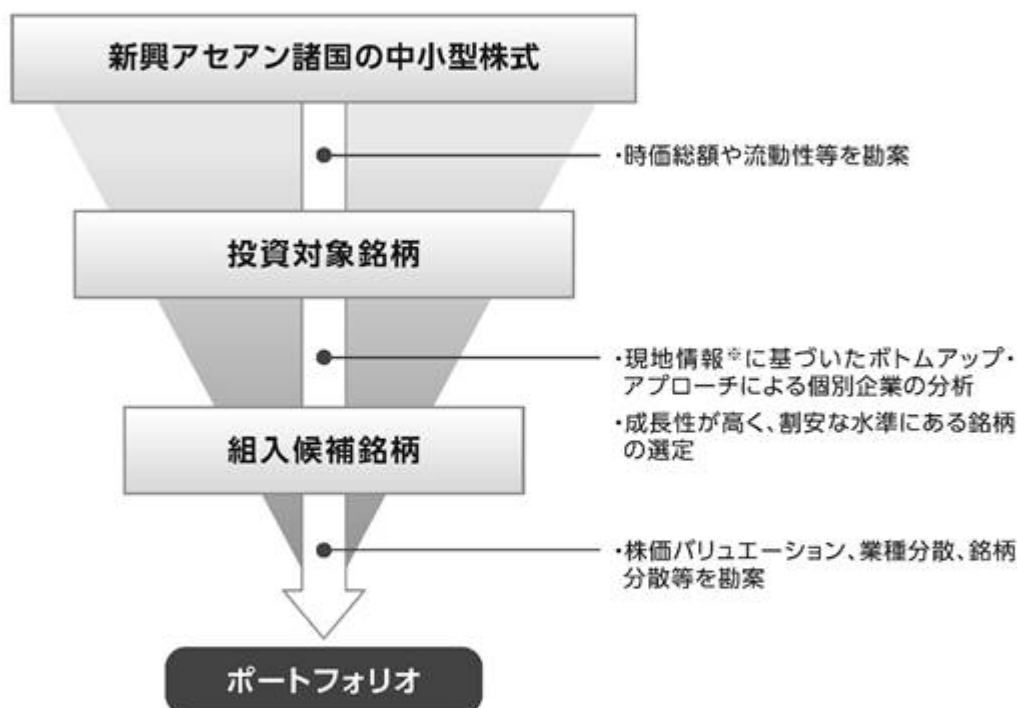 新興アセアン諸国の中小型株式
・時価総額や流動性等を勘案
投資対象銘柄
・現地情報※に基づいたボトムアップ・
アプローチによる個別企業の分析
・成長性が高く、割安な水準にある銘柄
の選定
組入候補銘柄
・株価バリュエーション、業種分散、銘柄
分散等を勘案
ポートフォリオ